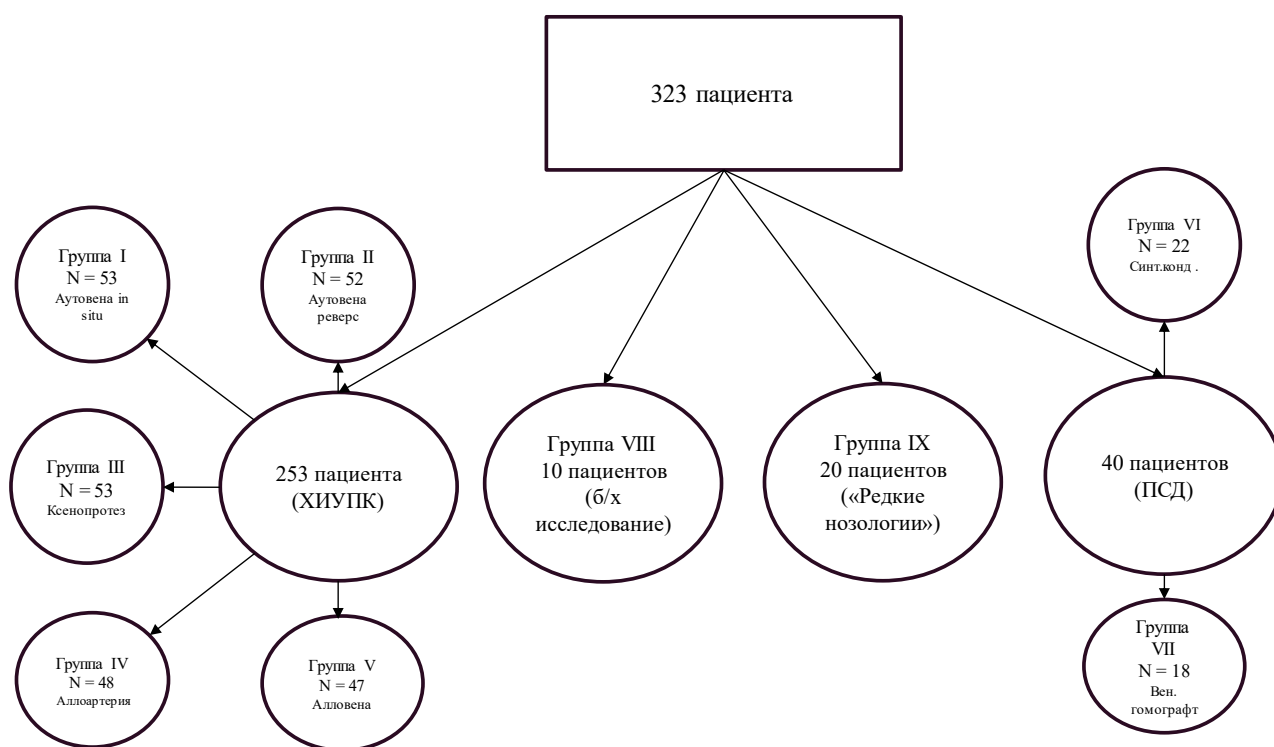 323 пациента
Группа I
N = 53
Аутовена in
situ
Группа II
N = 52
Аутовена
реверс
Группа VI
N = 22
Синт.конд .
Группа III
N = 53
Ксенопротез
253 пациента
(ХИУПК)
Группа VIII
10 пациентов
(б/х
исследование)
Группа IX
20 пациентов
(«Редкие
нозологии»)
40 пациентов
(ПСД)
Группа IV
N = 48
Аллоартерия
Группа V
N = 47
Алловена
Группа
VII
N = 18
Вен.
гомографт